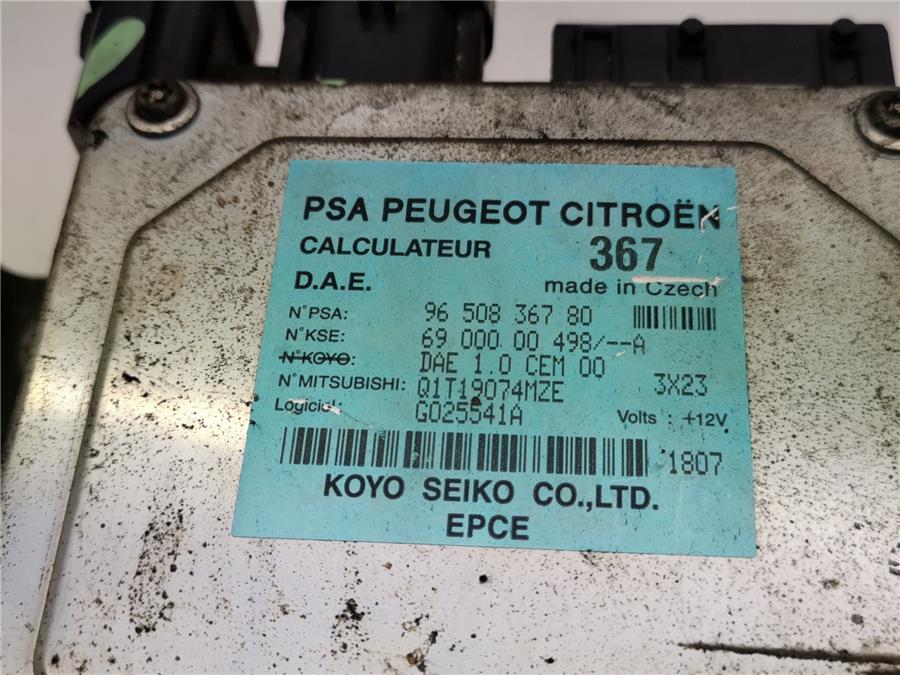 PSA PEUGEOT CITROËN
CALCULATEUR 367
D.A.E. made in Czech
N°PSA: 96 508 367 80
N°KSE: 69 000 00 498/--A
N°KOYO: DAE 1.0 CEM 00
N°MITSUBISHI: Q1T19074MZE 3X23
Logiciel: G025541A Volts : +12V
1807
KOYO SEIKO CO.,LTD.
EPCE